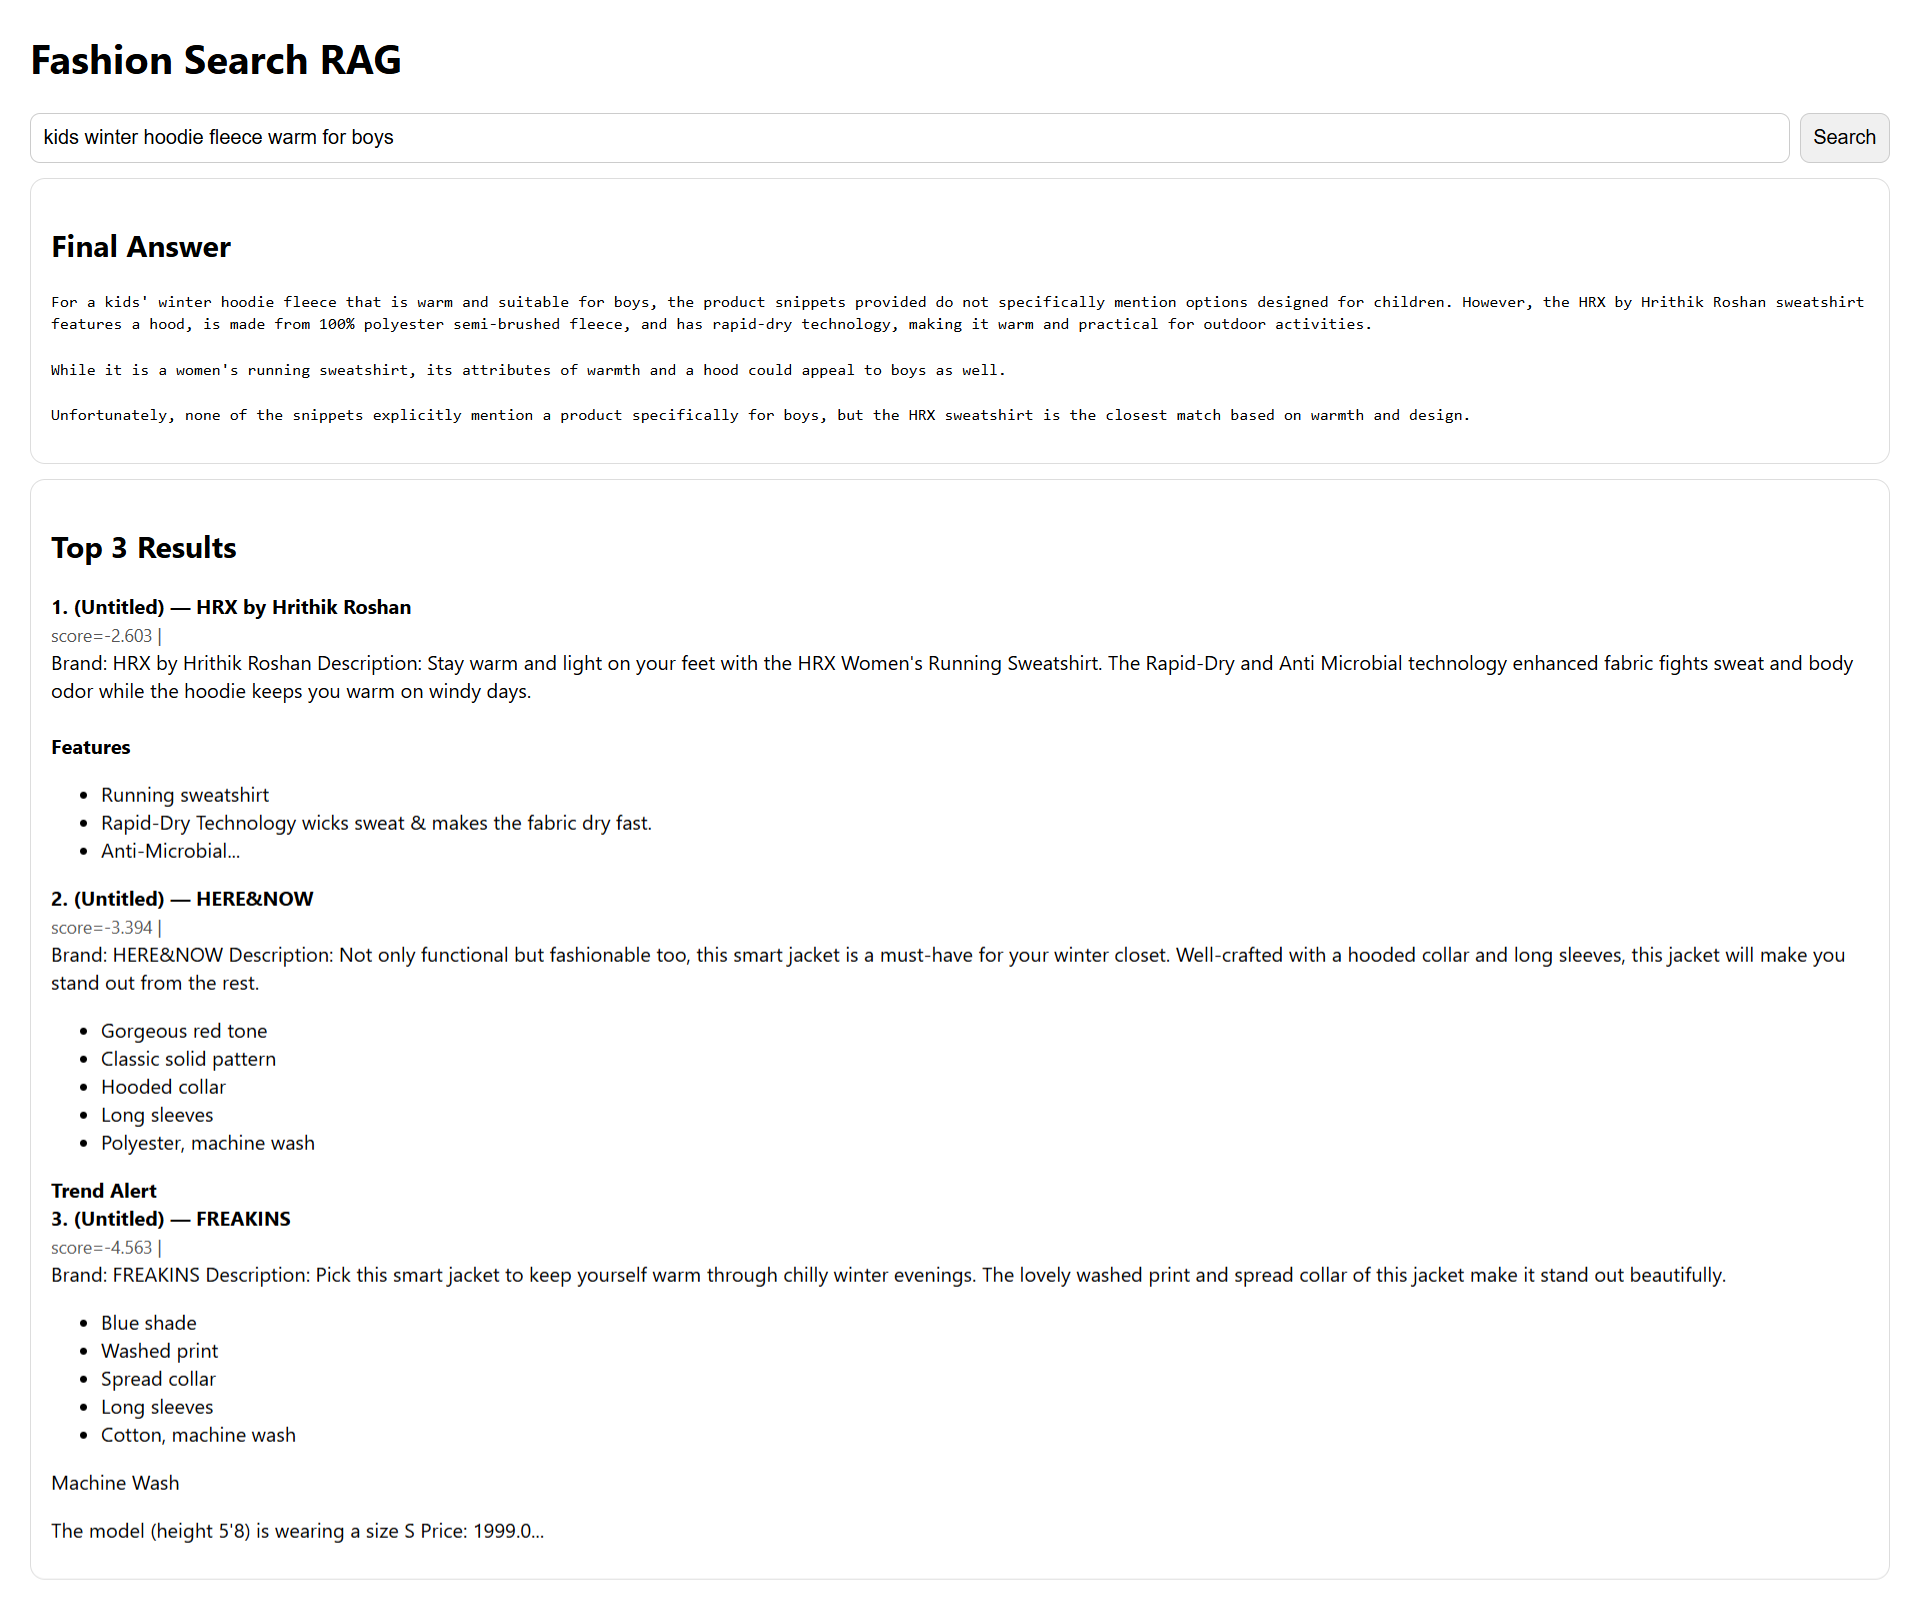 Fashion Search RAG
kids winter hoodie fleece warm for boys
Search
Final Answer
For a kids' winter hoodie fleece that is warm and suitable for boys, the product snippets provided do not specifically mention options designed for children. However, the HRX by Hrithik Roshan sweatshirt
features a hood, is made from 100% polyester semi-brushed fleece, and has rapid-dry technology, making it warm and practical for outdoor activities.
While it is a women's running sweatshirt, its attributes of warmth and a hood could appeal to boys as well.
Unfortunately, none of the snippets explicitly mention a product specifically for boys, but the HRX sweatshirt is the closest match based on warmth and design.
Top 3 Results
1. (Untitled) — HRX by Hrithik Roshan
score=-2.603 |
Brand: HRX by Hrithik Roshan Description: Stay warm and light on your feet with the HRX Women's Running Sweatshirt. The Rapid-Dry and Anti Microbial technology enhanced fabric fights sweat and body
odor while the hoodie keeps you warm on windy days.
Features
• Running sweatshirt
• Rapid-Dry Technology wicks sweat & makes the fabric dry fast.
• Anti-Microbial...
2. (Untitled) — HERE&NOW
score=-3.394 |
Brand: HERE&NOW Description: Not only functional but fashionable too, this smart jacket is a must-have for your winter closet. Well-crafted with a hooded collar and long sleeves, this jacket will make you
stand out from the rest.
• Gorgeous red tone
• Classic solid pattern
• Hooded collar
• Long sleeves
• Polyester, machine wash
Trend Alert
3. (Untitled) — FREAKINS
score=-4.563 |
Brand: FREAKINS Description: Pick this smart jacket to keep yourself warm through chilly winter evenings. The lovely washed print and spread collar of this jacket make it stand out beautifully.
• Blue shade
• Washed print
• Spread collar
• Long sleeves
• Cotton, machine wash
Machine Wash
The model (height 5'8) is wearing a size S Price: 1999.0...